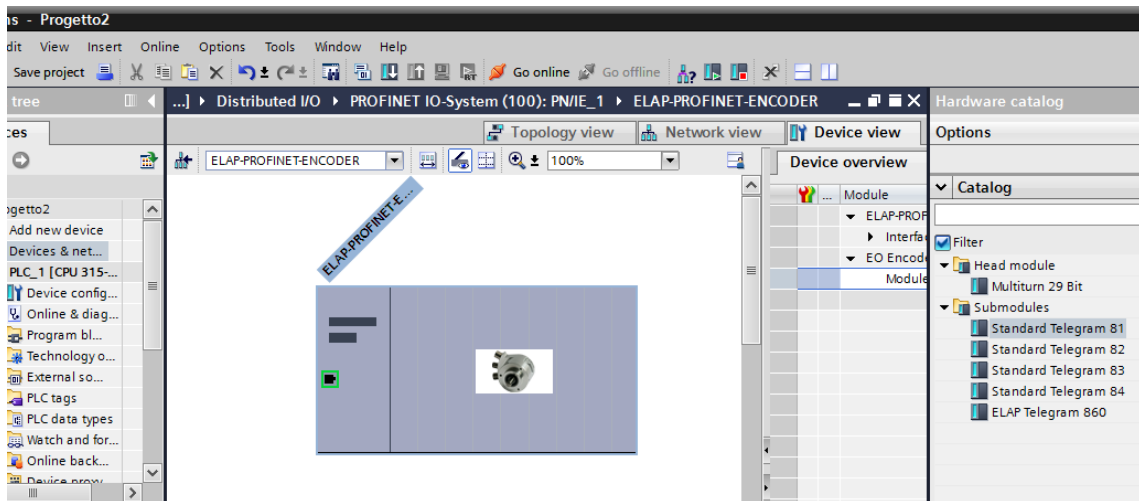 ns - Progetto2
dit View Insert Online Options Tools Window Help
Save project Go online Go offline
tree ...] Distributed I/O PROFINET IO-System (100): PN/IE_1 ELAP-PROFINET-ENCODER Hardware catalog
ces Topology view Network view Device view Options
ELAP-PROFINET-ENCODER 100% Device overview
Catalog
... Module
ogetto2
ELAP-PROF
Add new device
Interfa
Filter
Devices & net...
EO Encod
Head module
PLC_1 [CPU 315-...
Module
Multiturn 29 Bit
Device config...
Submodules
Online & diag...
Standard Telegram 81
Program bl...
Standard Telegram 82
Technology o...
Standard Telegram 83
External so...
Standard Telegram 84
PLC tags
ELAP Telegram 860
PLC data types
Watch and for...
Online back...
Device proxy
ELAP-PROFINET-E...